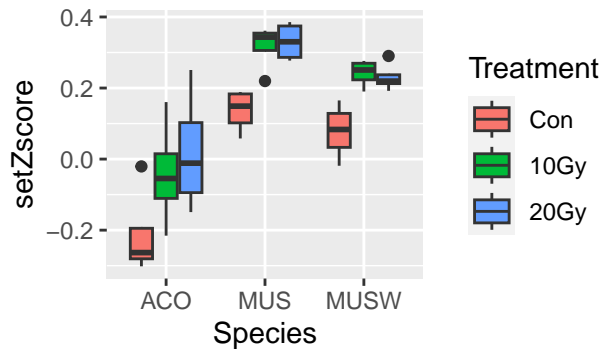 setZscore
0.4
0.2
0.0
−0.2
ACO MUS MUSW
Species
Treatment
Con
10Gy
20Gy